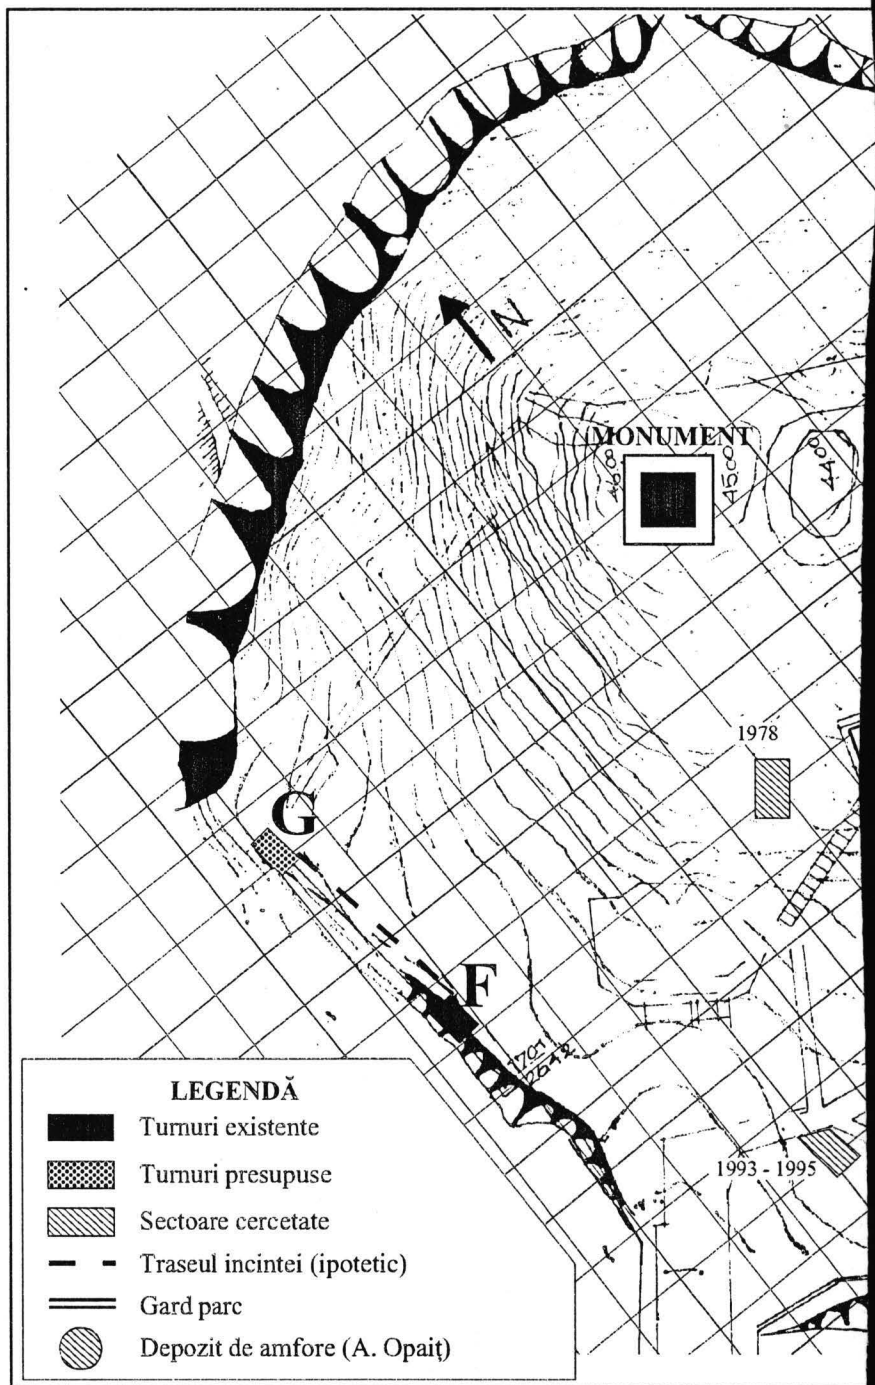 N
MONUMENT
45.00
44.00
1978
G
F
1993 - 1995
LEGENDĂ
Turnuri existente
Turnuri presupuse
Sectoare cercetate
Traseul incintei (ipotetic)
Gard parc
Depozit de amfore (A. Opaiț)